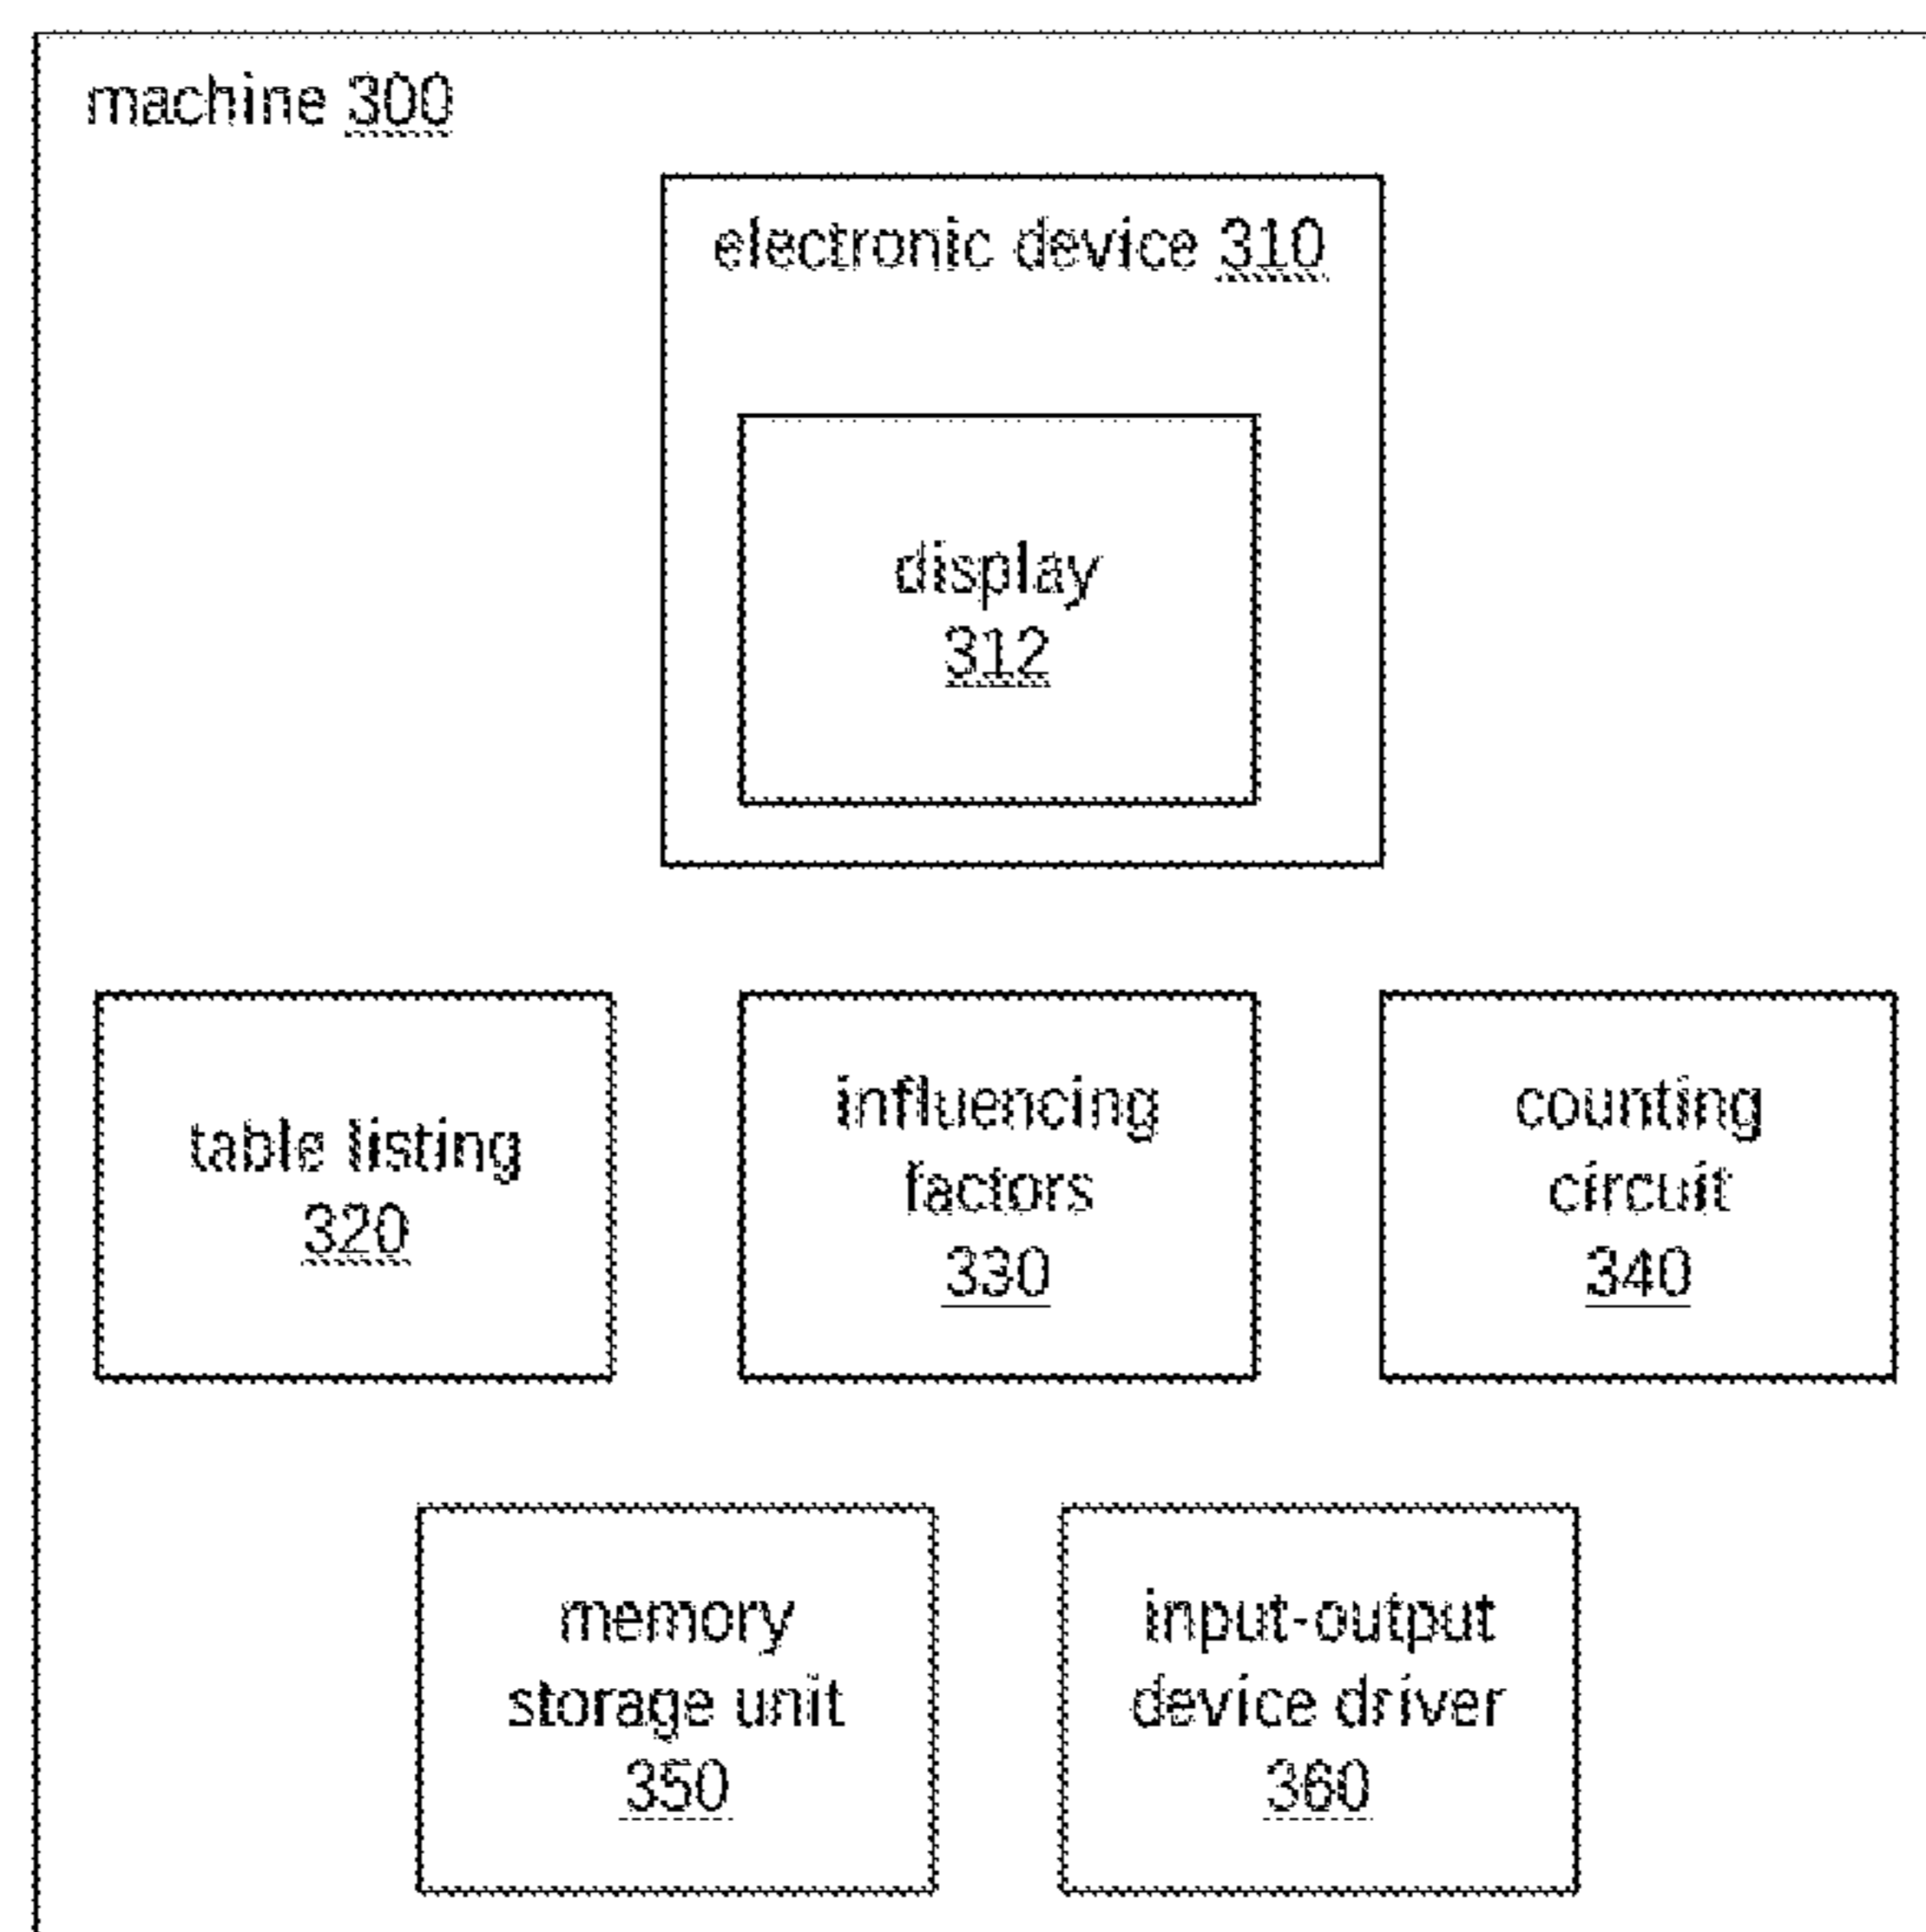 machine 300
electronic device 310
display
312
table listing
320
influencing
factors
330
counting
circuit
340
memory
storage unit
350
input-output
device driver
360